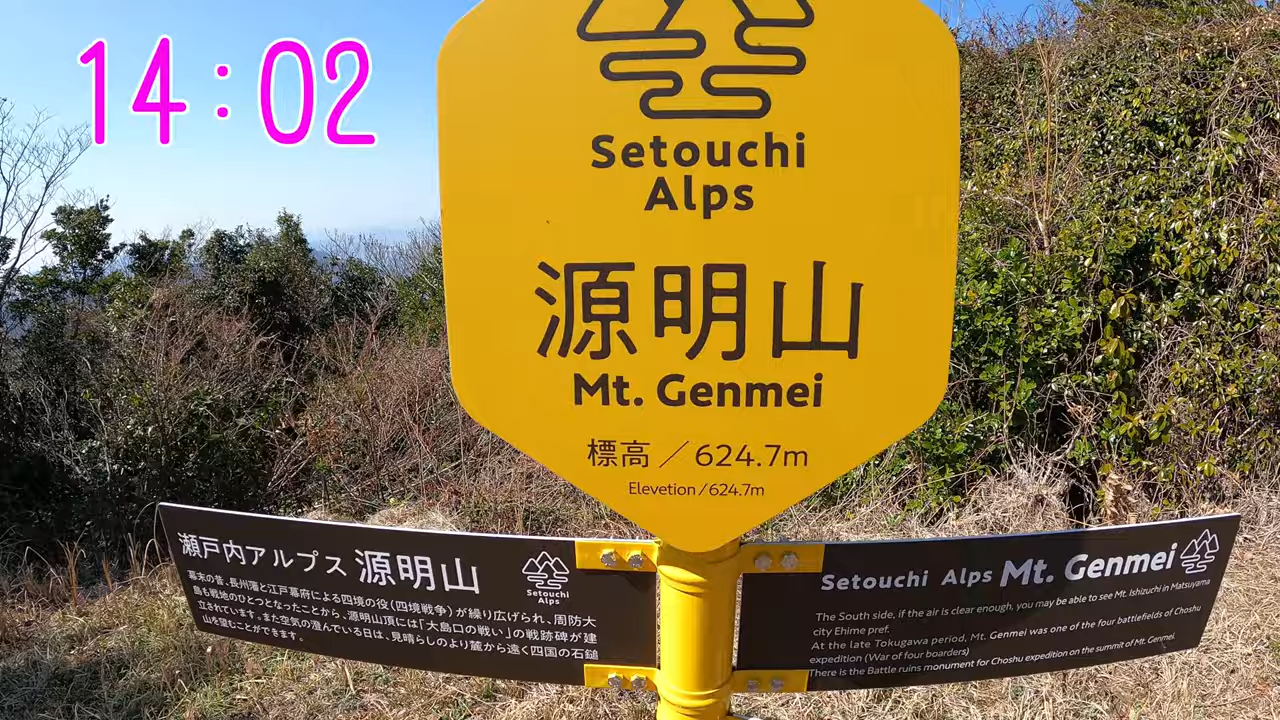 14:02
Setouchi
Alps
源明山
Mt. Genmei
標高／624.7m
Elevetion/624.7m
瀬戸内アルプス 源明山
Setouchi
Alps
幕末の昔、長州藩と江戸幕府による四境の役(四境戦争)が繰り広げられ、周防大
島も戦地のひとつとなったことから、源明山頂には「大島口の戦い」の戦跡碑が建
立されています。また空気の澄んでいる日は、見晴らしのより麓から遠く四国の石鎚
山を望むことができます。
Setouchi Alps Mt. Genmei
Setouchi
Alps
The South side, if the air is clear enough, you may be able to see Mt. Ishizuchi in Matsuyama
city Ehime pref.
At the late Tokugawa period, Mt. Genmei was one of the four battlefields of Choshu
expedition (War of four boarders)
There is the Battle ruins monument for Choshu expedition on the summit of Mt. Genmei.